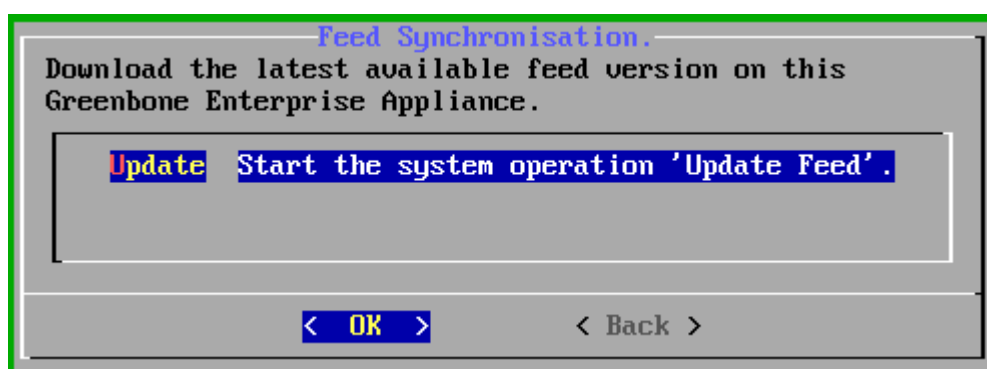 Feed Synchronisation.
Download the latest available feed version on this
Greenbone Enterprise Appliance.
Update Start the system operation 'Update Feed'.
< OK > < Back >